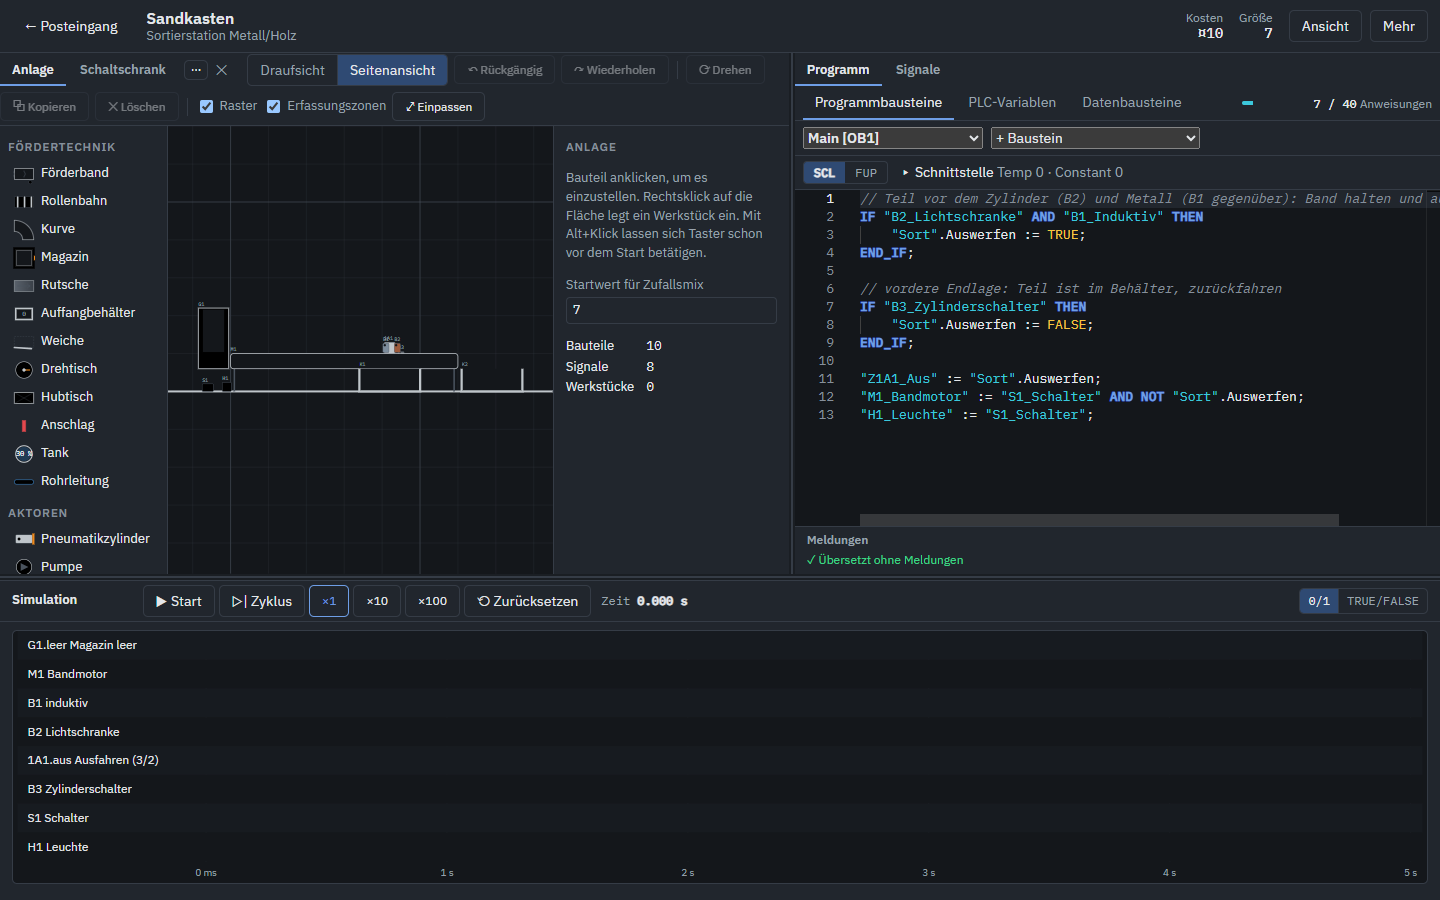 ← Posteingang
Sandkasten
Sortierstation Metall/Holz
Kosten
¤10
Größe
7
Ansicht
Mehr
Anlage
Schaltschrank
Draufsicht
Seitenansicht
Rückgängig
Wiederholen
Drehen
Kopieren
Löschen
Raster
Erfassungszonen
Einpassen
FÖRDERTECHNIK
Förderband
Rollenbahn
Kurve
Magazin
Rutsche
Auffangbehälter
Weiche
Drehtisch
Hubtisch
Anschlag
Tank
Rohrleitung
AKTOREN
Pneumatikzylinder
Pumpe
ANLAGE
Bauteil anklicken, um es
einzustellen. Rechtsklick auf die
Fläche legt ein Werkstück ein. Mit
Alt+Klick lassen sich Taster schon
vor dem Start betätigen.
Startwert für Zufallsmix
7
Bauteile 10
Signale 8
Werkstücke 0
Programm
Signale
Programmbausteine
PLC-Variablen
Datenbausteine
7 / 40 Anweisungen
Main [OB1]
+ Baustein
SCL
FUP
Schnittstelle Temp 0 · Constant 0
1 // Teil vor dem Zylinder (B2) und Metall (B1 gegenüber): Band halten und
2 IF "B2_Lichtschranke" AND "B1_Induktiv" THEN
3 "Sort".Auswerfen := TRUE;
4 END_IF;
5
6 // vordere Endlage: Teil ist im Behälter, zurückfahren
7 IF "B3_Zylinderschalter" THEN
8 "Sort".Auswerfen := FALSE;
9 END_IF;
10
11 "Z1A1_Aus" := "Sort".Auswerfen;
12 "M1_Bandmotor" := "S1_Schalter" AND NOT "Sort".Auswerfen;
13 "H1_Leuchte" := "S1_Schalter";
Meldungen
✓ Übersetzt ohne Meldungen
Simulation
Start
Zyklus
×1
×10
×100
Zurücksetzen
Zeit 0.000 s
0/1
TRUE/FALSE
G1.leer Magazin leer
M1 Bandmotor
B1 induktiv
B2 Lichtschranke
1A1.aus Ausfahren (3/2)
B3 Zylinderschalter
S1 Schalter
H1 Leuchte
0 ms
1 s
2 s
3 s
4 s
5 s